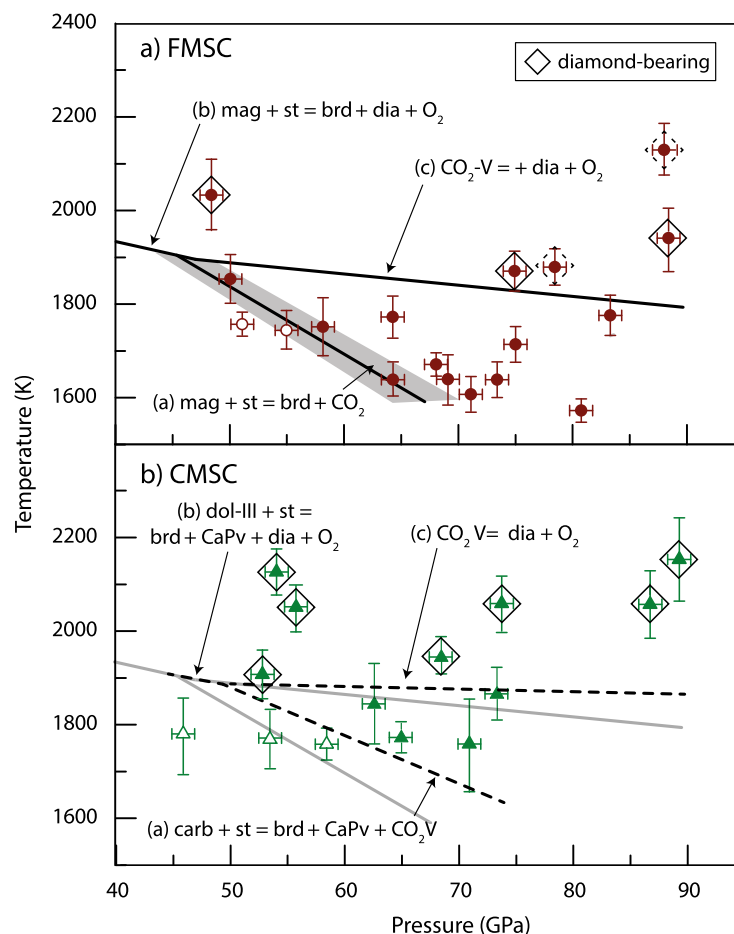 2400
a) FMSC
diamond-bearing
(b) mag + st = brd + dia + O₂
2200
(c) CO₂-V = + dia + O₂
2000
1800
1600
(a) mag + st = brd + CO₂
Temperature (K)
b) CMSC
(b) dol-III + st =
brd + CaPv + dia + O₂
(c) CO₂ V = dia + O₂
2200
2000
1800
1600
(a) carb + st = brd + CaPv + CO₂V
40 50 60 70 80 90
Pressure (GPa)